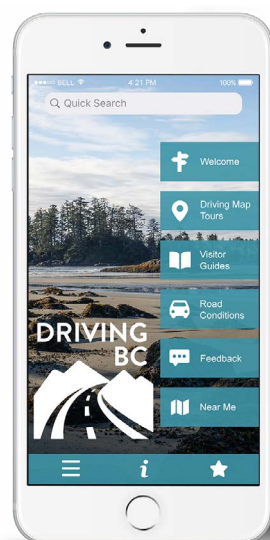 BELL 4:21 PM 100%
Quick Search
Welcome
Driving Map
Tours
Visitor
Guides
Road
Conditions
DRIVING
BC
Feedback
Near Me
i